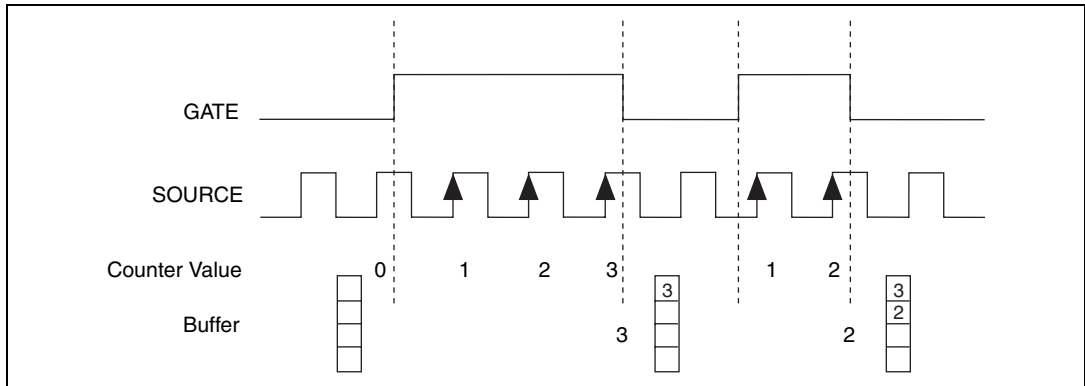 GATE
SOURCE
Counter Value 0 1 2 3 1 2
3 3
2
Buffer 3 2